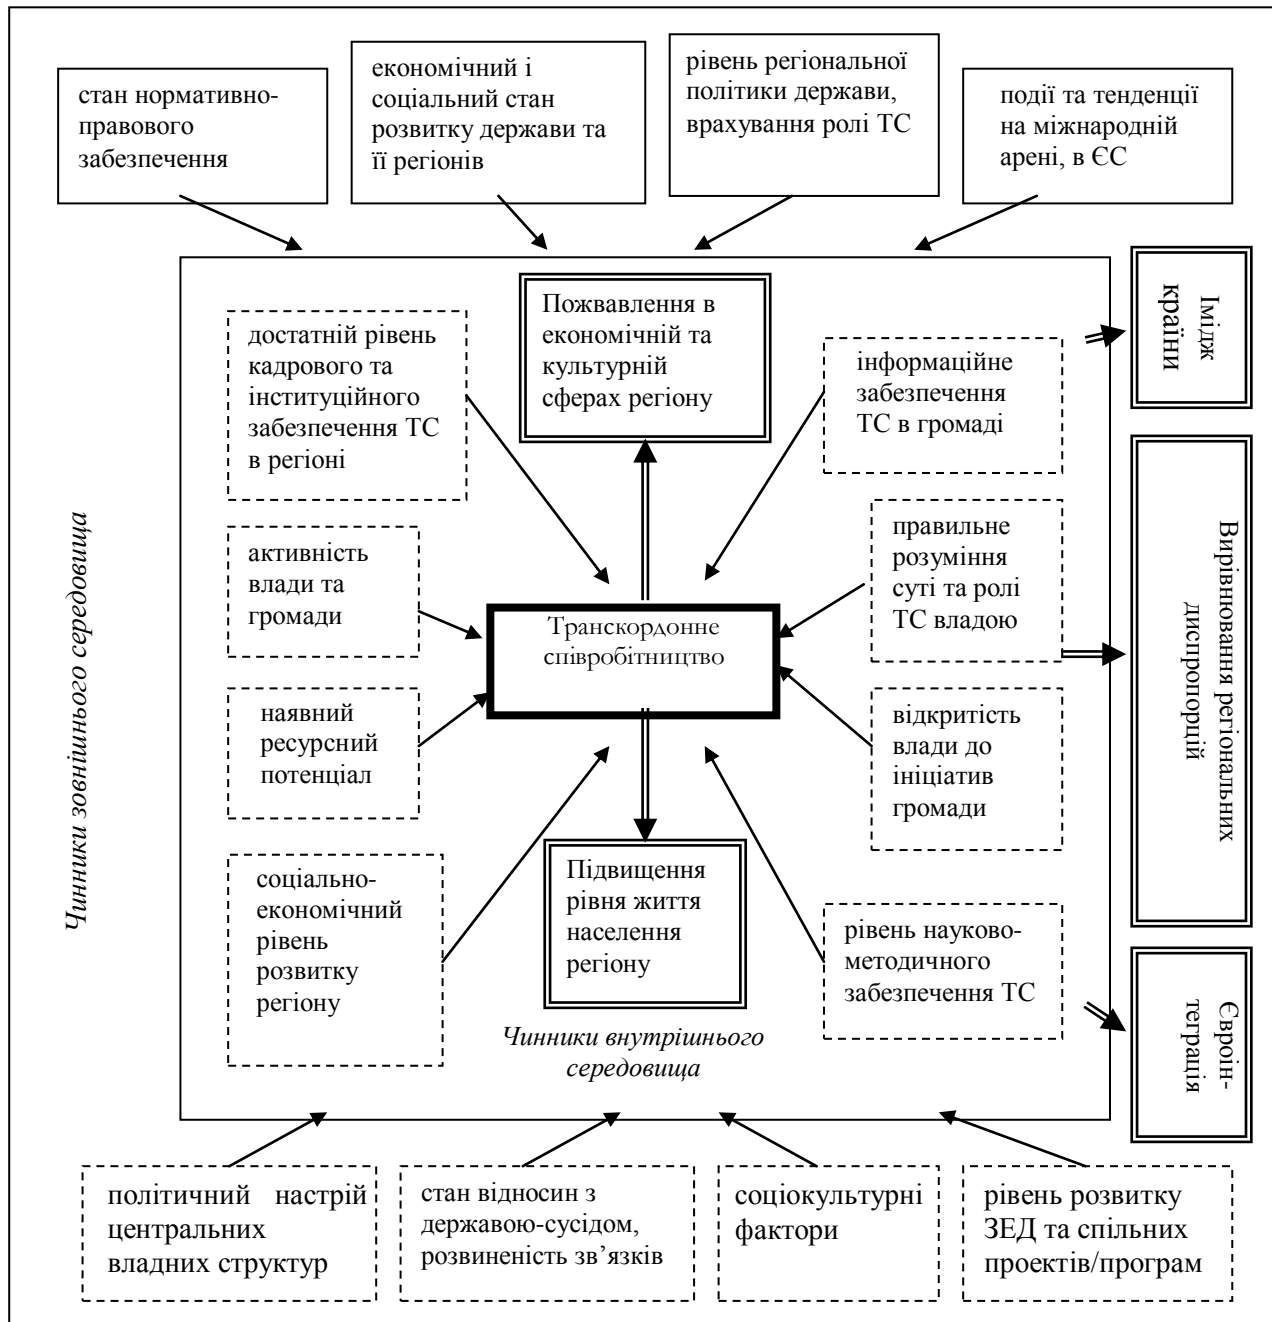 стан нормативно-
правового
забезпечення
економічний і
соціальний стан
розвитку держави та
її регіонів
рівень регіональної
політики держави,
врахування ролі ТС
події та тенденції
на міжнародній
арені, в ЄС
Чинники зовнішнього середовища
достатній рівень
кадрового та
інституційного
забезпечення ТС
в регіоні
Пожвавлення в
економічній та
культурній
сферах регіону
інформаційне
забезпечення
ТС в громаді
Імідж
країни
активність
влади та
громади
Транскордонне
співробітництво
правильне
розуміння
суті та ролі
ТС владою
Вирівнювання регіональних
диспропорцій
наявний
ресурсний
потенціал
відкритість
влади до
ініціатив
громади
соціально-
економічний
рівень
розвитку
регіону
Підвищення
рівня життя
населення
регіону
рівень науково-
методичного
забезпечення ТС
Євроін-
теграція
Чинники внутрішнього
середовища
політичний настрій
центральних
владних структур
стан відносин з
державою-сусідом,
розвиненість зв’язків
соціокультурні
фактори
рівень розвитку
ЗЕД та спільних
проектів/програм